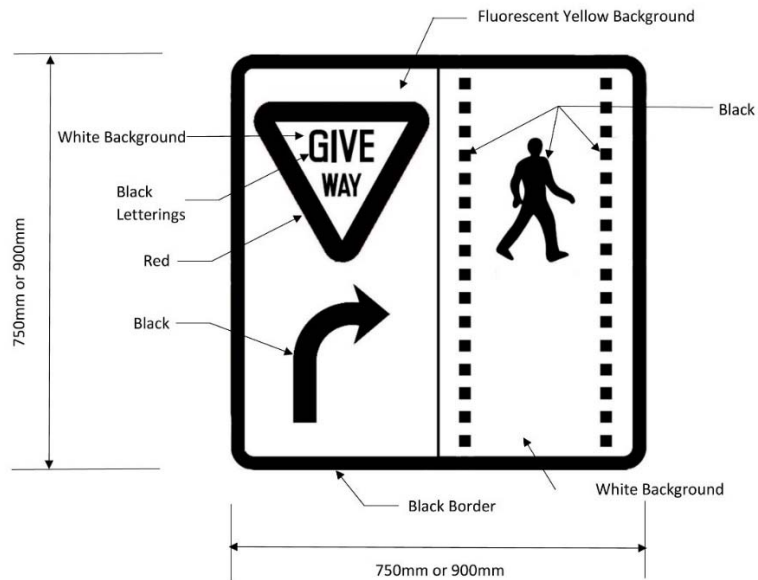 Fluorescent Yellow Background
Black
White Background
GIVE
WAY
Black
Letterings
Red
Black
750mm or 900mm
White Background
Black Border
750mm or 900mm